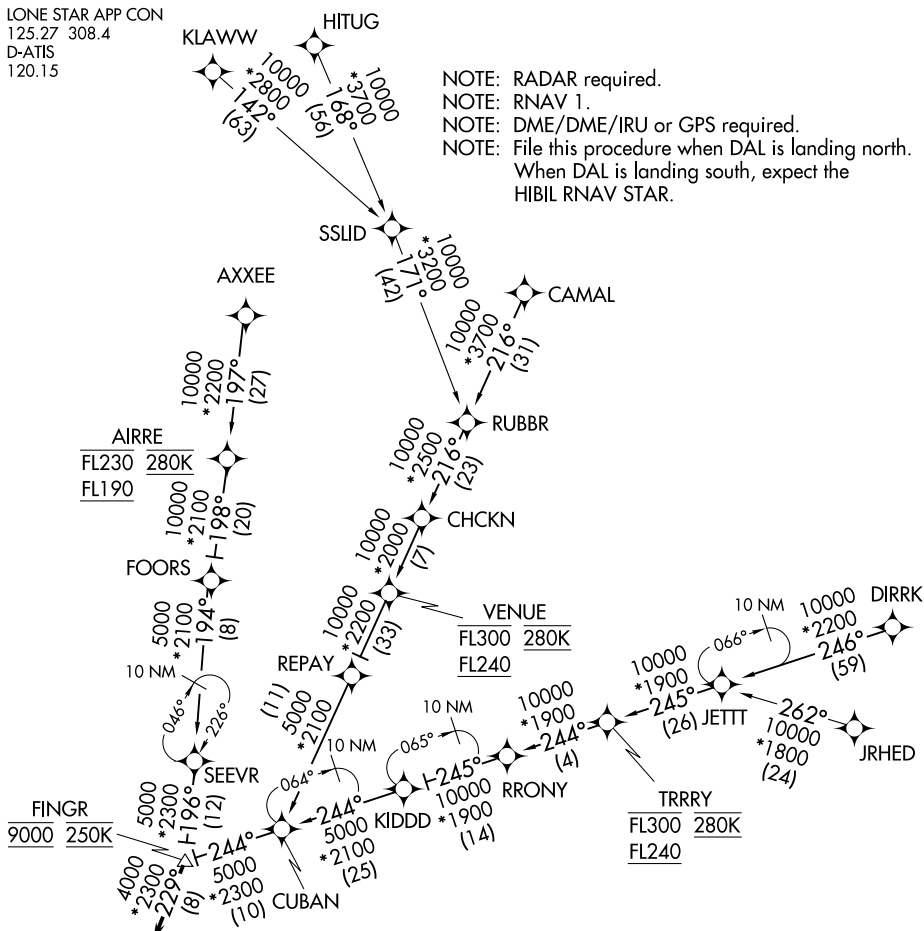 LONE STAR APP CON
125.27 308.4
D-ATIS
120.15
KLAWW
HITUG
10000
*2800
142°
(63)
10000
*3700
168°
(56)
NOTE: RADAR required.
NOTE: RNAV 1.
NOTE: DME/DME/IRU or GPS required.
NOTE: File this procedure when DAL is landing north.
When DAL is landing south, expect the
HIBIL RNAV STAR.
SSLID
10000
*3200
171°
(42)
AXXEE
CAMAL
10000
*3700
216°
(31)
10000
*2200
197°
(27)
RUBBR
AIRRE
FL230 280K
FL190
10000
*2500
216°
(23)
10000
*2100
198°
(20)
CHCKN
10000
*2000
(7)
FOORS
5000
*2100
194°
(8)
VENUE
FL300 280K
FL240
10000
*2200
(33)
REPAY
10 NM
046°
226°
SEEVR
(11)
5000
*2100
DIRRK
10 NM
066°
10000
*2200
246°
(59)
JETTT
10000
*1900
245°
(26)
262°
10000
*1800
(24)
JRHED
10000
*1900
244°
(4)
TRRRY
FL300 280K
FL240
RRONY
10 NM
065°
245°
10000
*1900
(14)
KIDDD
10 NM
064°
244°
5000
*2100
(25)
CUBAN
5000
*2300
196°
(12)
FINGR
9000 250K
244°
5000
*2300
(10)
4000
*2300
229°
(8)